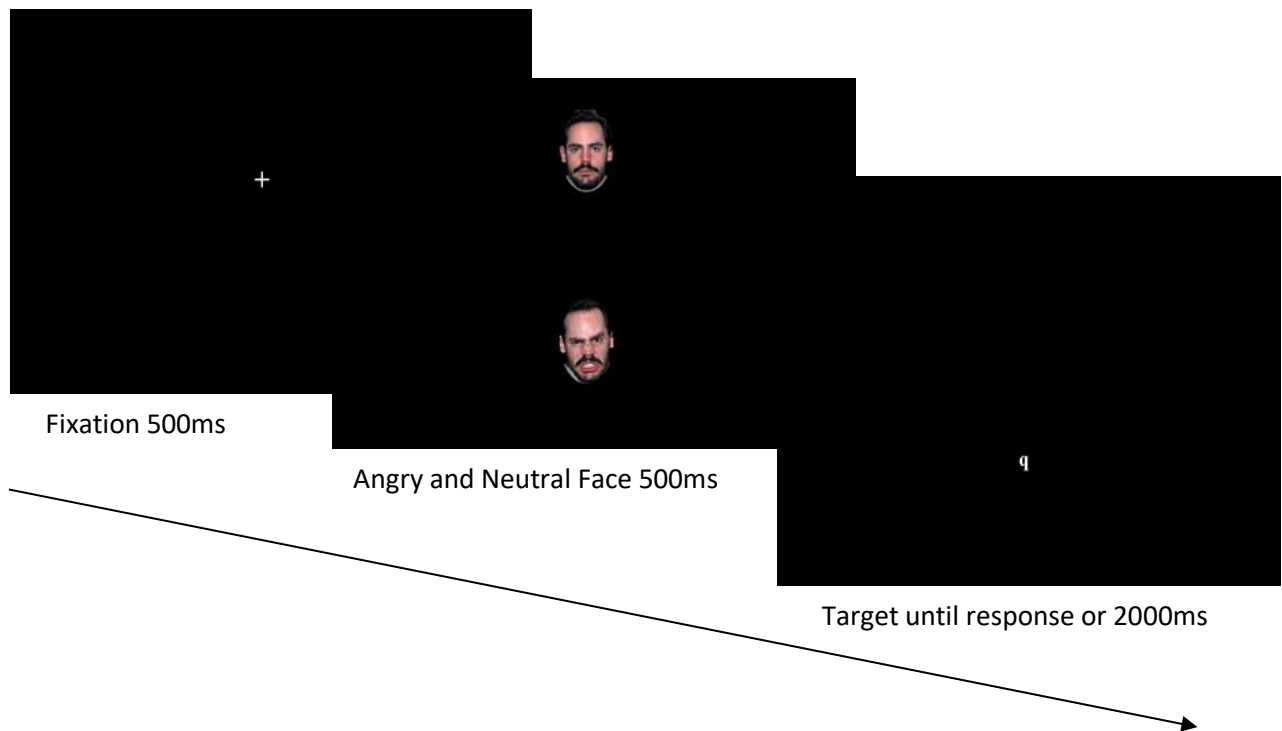 +
Fixation 500ms
Angry and Neutral Face 500ms
q
Target until response or 2000ms